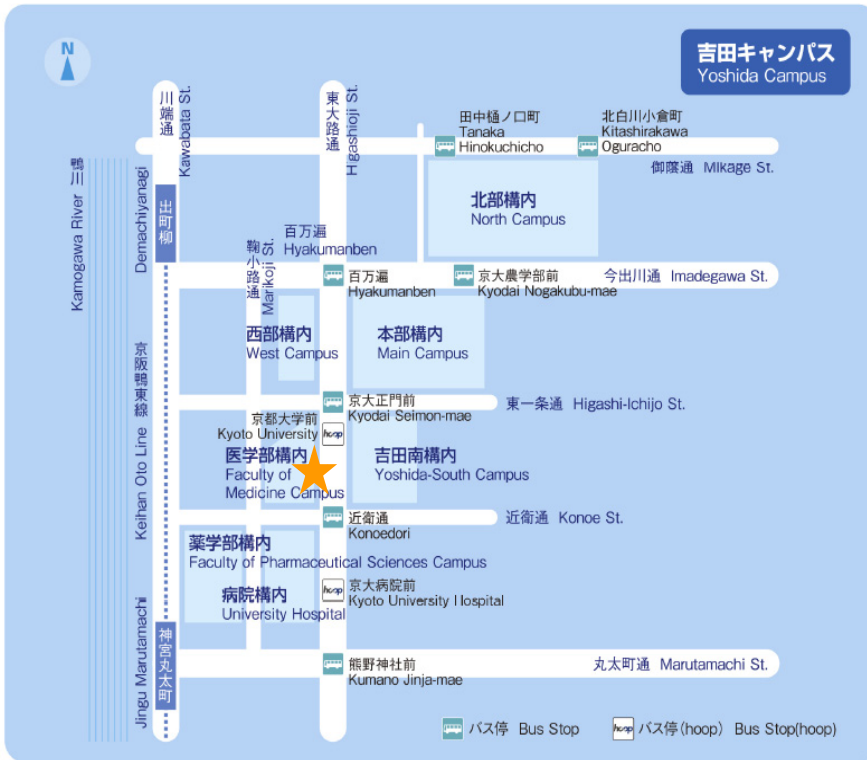 吉田キャンパス
Yoshida Campus
N
川端通 Kawabata St.
東大路通 Higashioji St.
田中樋ノ口町
Tanaka
Hinokuchicho
北白川小倉町
Kitashirakawa
Oguracho
御蔭通 Mikage St.
鴨川 Kamogawa River
出町柳
Demachiyanagi
北部構内
North Campus
百万遍
Hyakumanben
鞠小路通 Marikoji St.
百万遍
Hyakumanben
京大農学部前
Kyodai Nogakubu-mae
今出川通 Imadegawa St.
西部構内
West Campus
本部構内
Main Campus
京阪鴨東線
Keihan Oto Line
京大正門前
Kyodai Seimon-mae
東一条通 Higashi-Ichijo St.
京都大学前
Kyoto University
hoop
医学部構内
Faculty of
Medicine Campus
吉田南構内
Yoshida-South Campus
近衛通
Konoedori
近衛通 Konoe St.
薬学部構内
Faculty of Pharmaceutical Sciences Campus
病院構内
University Hospital
hoop
京大病院前
Kyoto University Hospital
神宮丸太町
Jingu Marutamachi
熊野神社前
Kumano Jinja-mae
丸太町通 Marutamachi St.
バス停 Bus Stop
hoop
バス停(hoop) Bus Stop(hoop)